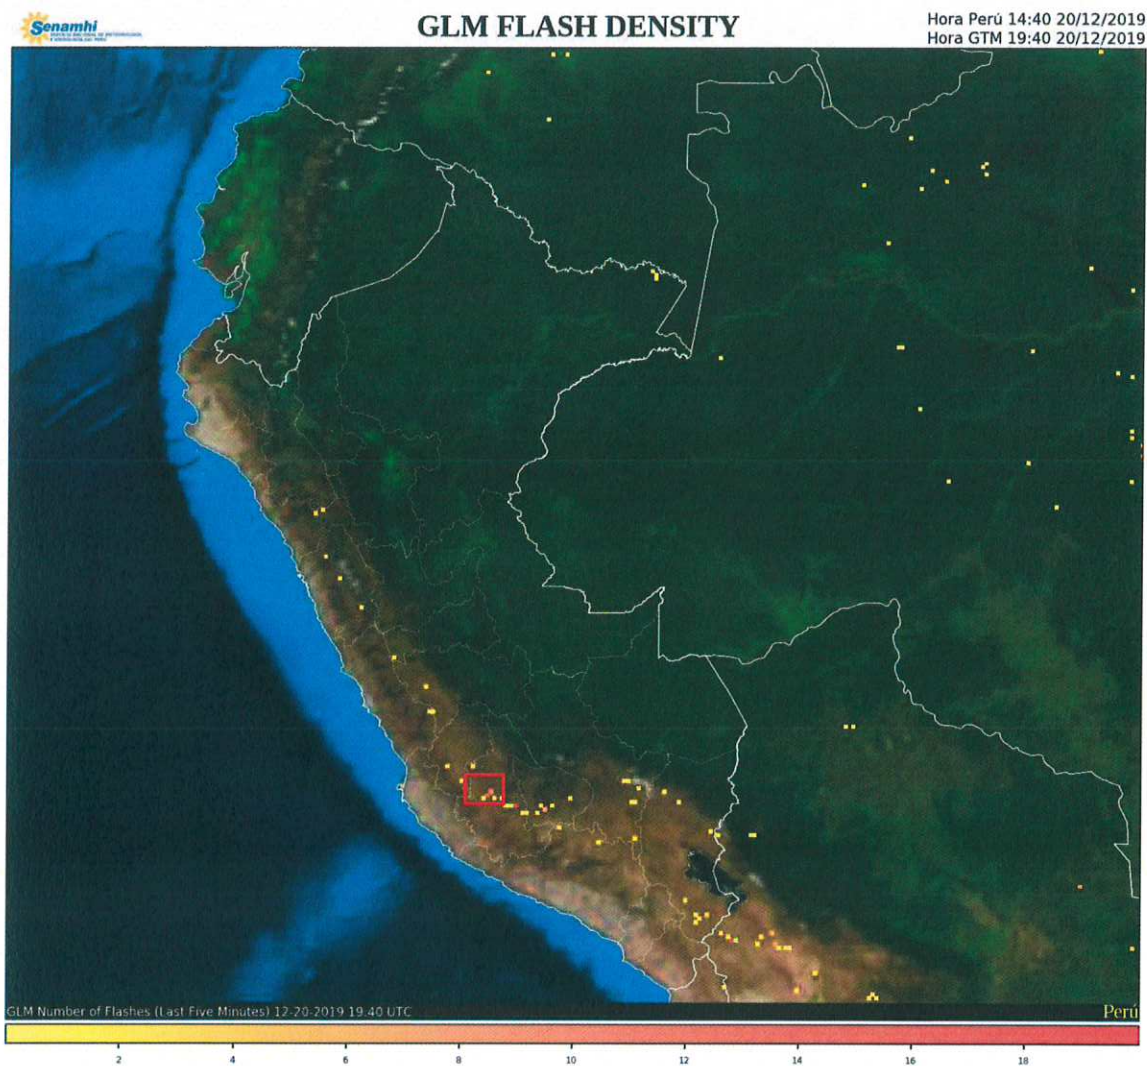 Senamhi
GLM FLASH DENSITY
Hora Perú 14:40 20/12/2019
Hora GTM 19:40 20/12/2019
GLM Number of Flashes (Last Five Minutes) 12-20-2019 19:40 UTC
Perú
2 4 6 8 10 12 14 16 18